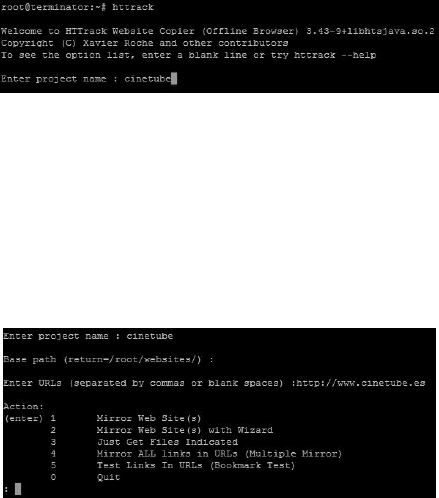 root@terminator:~# httrack
Welcome to HTTrack Website Copier (Offline Browser) 3.43-9+libhtsjava.so.2
Copyright (C) Xavier Roche and other contributors
To see the option list, enter a blank line or try httrack --help
Enter project name : cinetube
Enter project name : cinetube
Base path (return=/root/websites/) :
Enter URLs (separated by commas or blank spaces) :http://www.cinetube.es
Action:
(enter) 1 Mirror Web Site(s)
2 Mirror Web Site(s) with Wizard
3 Just Get Files Indicated
4 Mirror ALL links in URLs (Multiple Mirror)
5 Test Links In URLs (Bookmark Test)
0 Quit
: